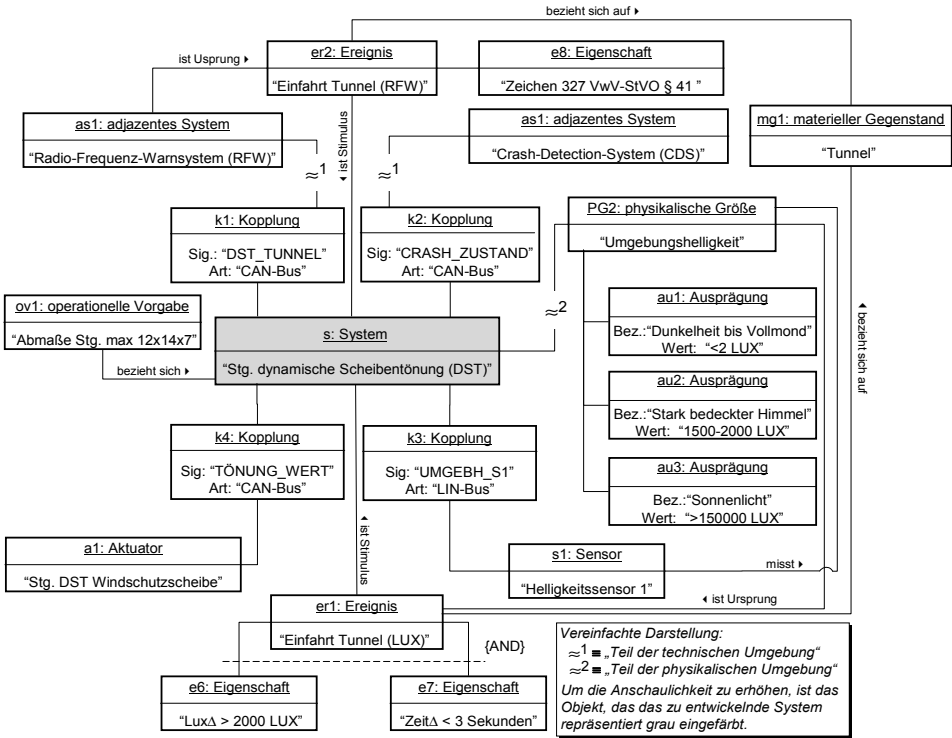 bezieht sich auf
er2: Ereignis
"Einfahrt Tunnel (RFW)"
e8: Eigenschaft
"Zeichen 327 VwV-StVO § 41 "
ist Usprung
as1: adjazentes System
"Radio-Frequenz-Warnsystem (RFW)"
≈1
ist Stimulus
as1: adjazentes System
"Crash-Detection-System (CDS)"
≈1
mg1: materieller Gegenstand
"Tunnel"
k1: Kopplung
Sig.: "DST_TUNNEL"
Art: "CAN-Bus"
k2: Kopplung
Sig: "CRASH_ZUSTAND"
Art: "CAN-Bus"
PG2: physikalische Größe
"Umgebungshelligkeit"
ov1: operationelle Vorgabe
"Abmaße Stg. max 12x14x7"
bezieht sich
s: System
"Stg. dynamische Scheibentönung (DST)"
≈2
au1: Ausprägung
Bez.:"Dunkelheit bis Vollmond"
Wert: "<2 LUX"
bezieht sich auf
au2: Ausprägung
Bez.:"Stark bedeckter Himmel"
Wert: "1500-2000 LUX"
k4: Kopplung
Sig: "TÖNUNG_WERT"
Art: "CAN-Bus"
k3: Kopplung
Sig: "UMGEBH_S1"
Art: "LIN-Bus"
au3: Ausprägung
Bez.:"Sonnenlicht"
Wert: ">150000 LUX"
a1: Aktuator
"Stg. DST Windschutzscheibe"
ist Stimulus
s1: Sensor
"Helligkeitssensor 1"
misst
ist Ursprung
er1: Ereignis
"Einfahrt Tunnel (LUX)"
{AND}
e6: Eigenschaft
"Lux∆ > 2000 LUX"
e7: Eigenschaft
"Zeit∆ < 3 Sekunden"
Vereinfachte Darstellung:
≈1 ≡ „Teil der technischen Umgebung"
≈2 ≡ „Teil der physikalischen Umgebung"
Um die Anschaulichkeit zu erhöhen, ist das
Objekt, das das zu entwickelnde System
repräsentiert grau eingefärbt.